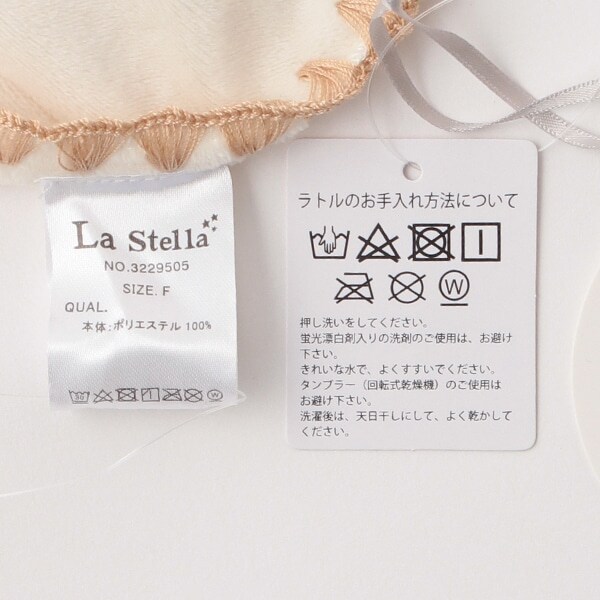 La Stella
NO.3229505
SIZE. F
QUAL.
本体:ポリエステル 100%
ラトルのお手入れ方法について
W
押し洗いをしてください。
蛍光漂白剤入りの洗剤のご使用は、お避け
下さい。
きれいな水で、よくすすいでください。
タンブラー（回転式乾燥機）のご使用は
お避け下さい。
洗濯後は、天日干しにして、よく乾かして
ください。